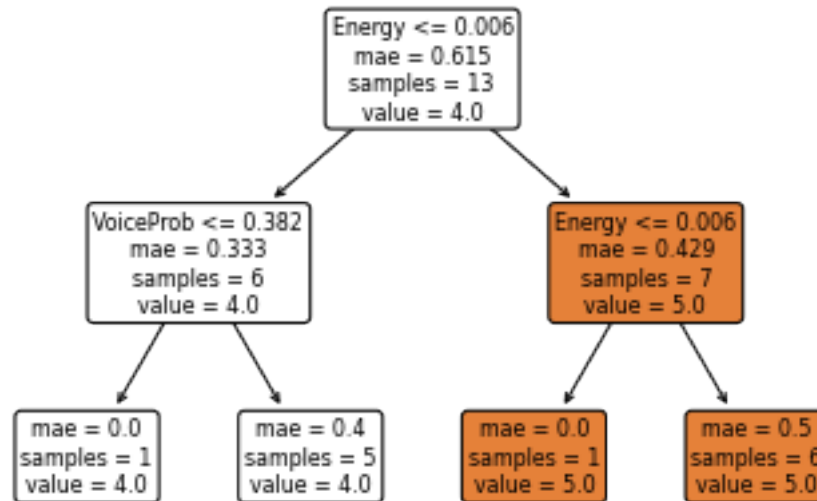 Energy <= 0.006
mae = 0.615
samples = 13
value = 4.0
VoiceProb <= 0.382
mae = 0.333
samples = 6
value = 4.0
Energy <= 0.006
mae = 0.429
samples = 7
value = 5.0
mae = 0.0
samples = 1
value = 4.0
mae = 0.4
samples = 5
value = 4.0
mae = 0.0
samples = 1
value = 5.0
mae = 0.5
samples = 6
value = 5.0